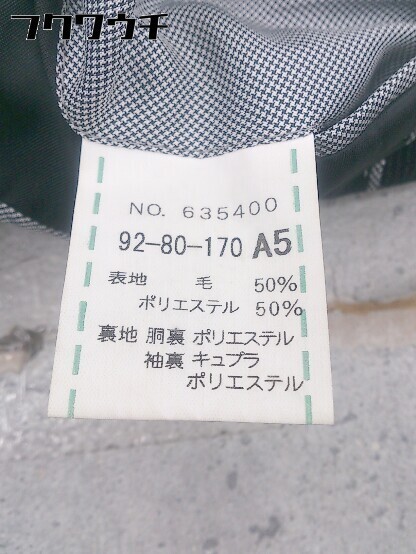 フクウクチ
NO. 635400
92-80-170 A5
表地 毛 50%
ポリエステル 50%
裏地 胴裏 ポリエステル
袖裏 キュプラ
ポリエステル